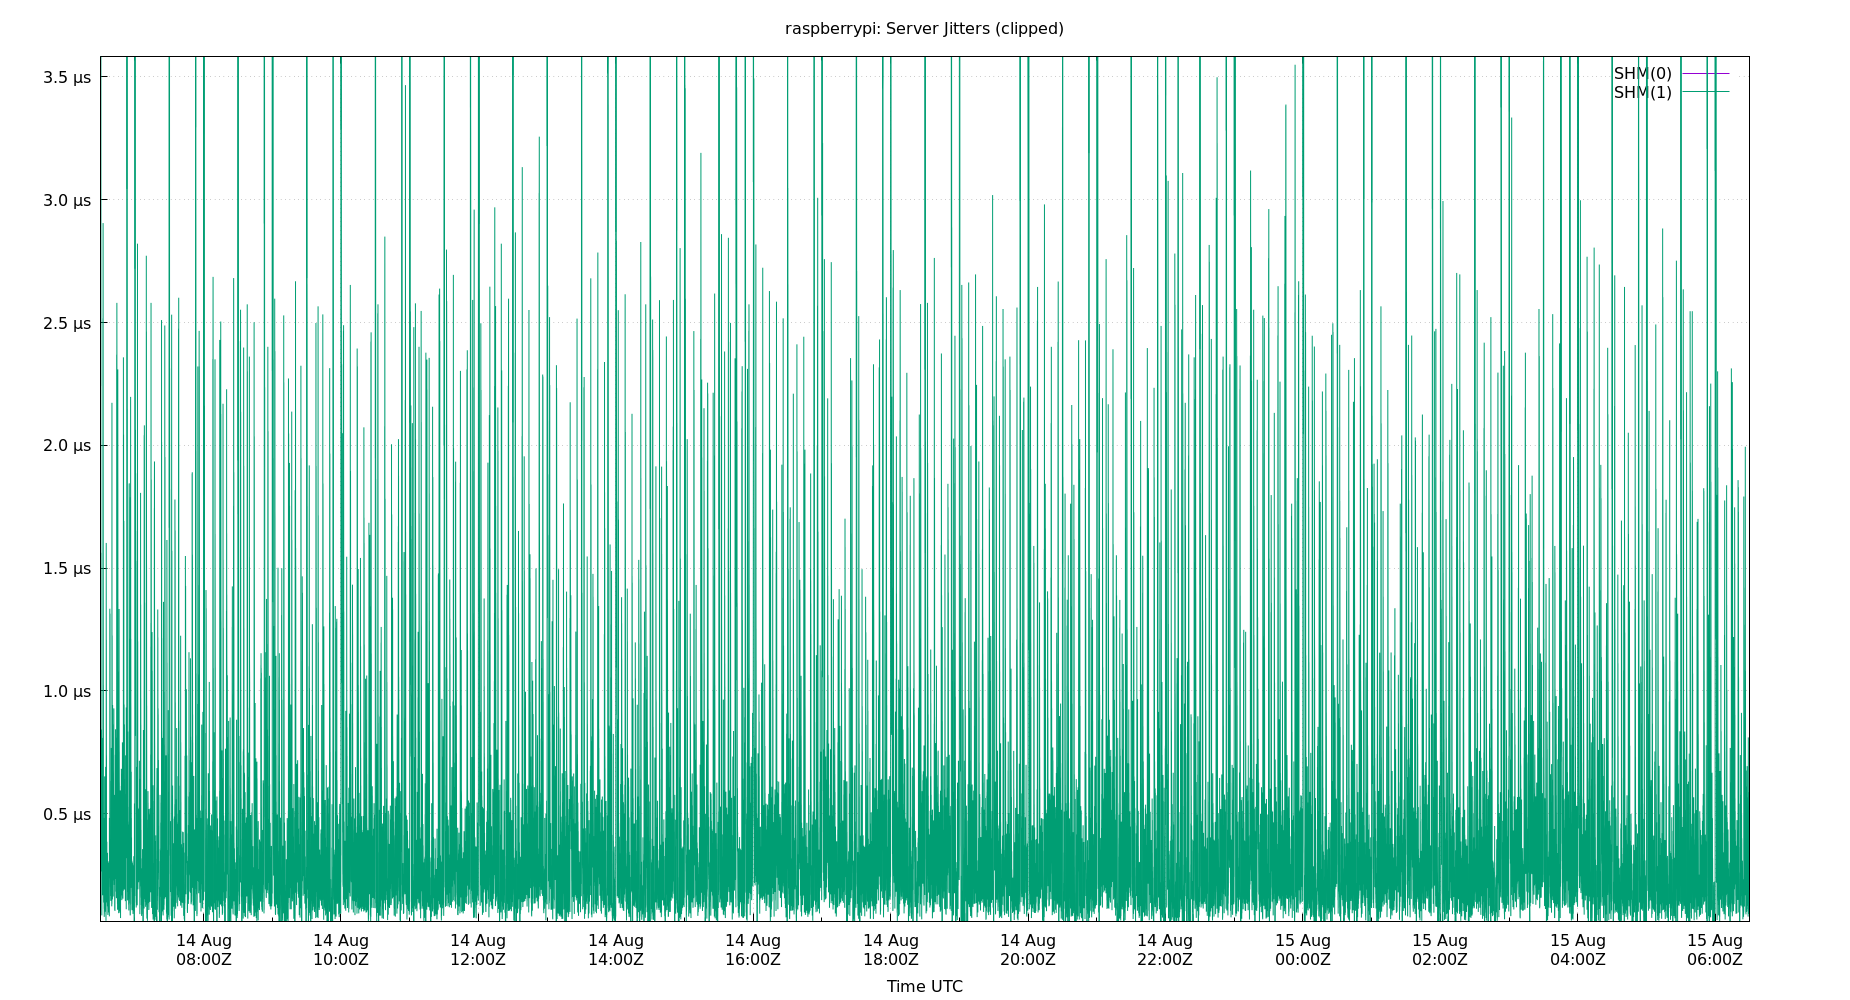 raspberrypi: Server Jitters (clipped)
SHM(0)
SHM(1)
3.5 µs
3.0 µs
2.5 µs
2.0 µs
1.5 µs
1.0 µs
0.5 µs
14 Aug 14 Aug 14 Aug 14 Aug 14 Aug 14 Aug 14 Aug 14 Aug 15 Aug 15 Aug 15 Aug 15 Aug
08:00Z 10:00Z 12:00Z 14:00Z 16:00Z 18:00Z 20:00Z 22:00Z 00:00Z 02:00Z 04:00Z 06:00Z
Time UTC